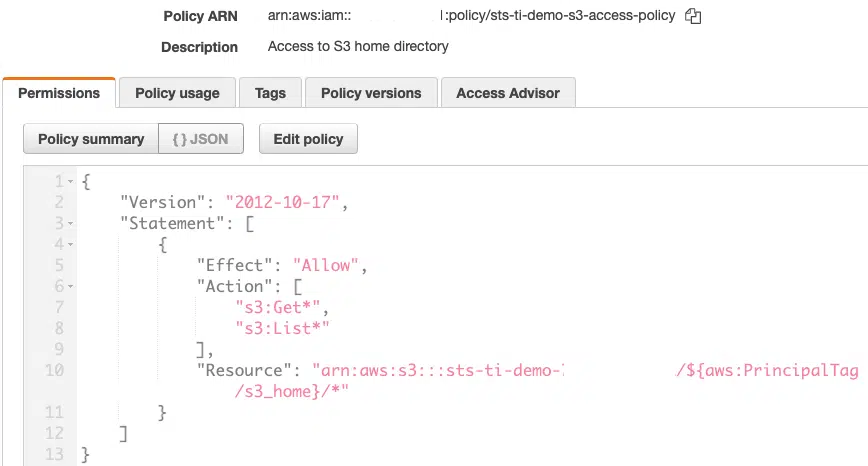 Policy ARN arn:aws:iam:: :policy/sts-ti-demo-s3-access-policy
Description Access to S3 home directory
Permissions Policy usage Tags Policy versions Access Advisor
Policy summary { } JSON Edit policy
1 {
2 "Version": "2012-10-17",
3 "Statement": [
4 {
5 "Effect": "Allow",
6 "Action": [
7 "s3:Get*",
8 "s3:List*"
9 ],
10 "Resource": "arn:aws:s3:::sts-ti-demo- /${aws:PrincipalTag
/s3_home}/*"
11 }
12 ]
13 }